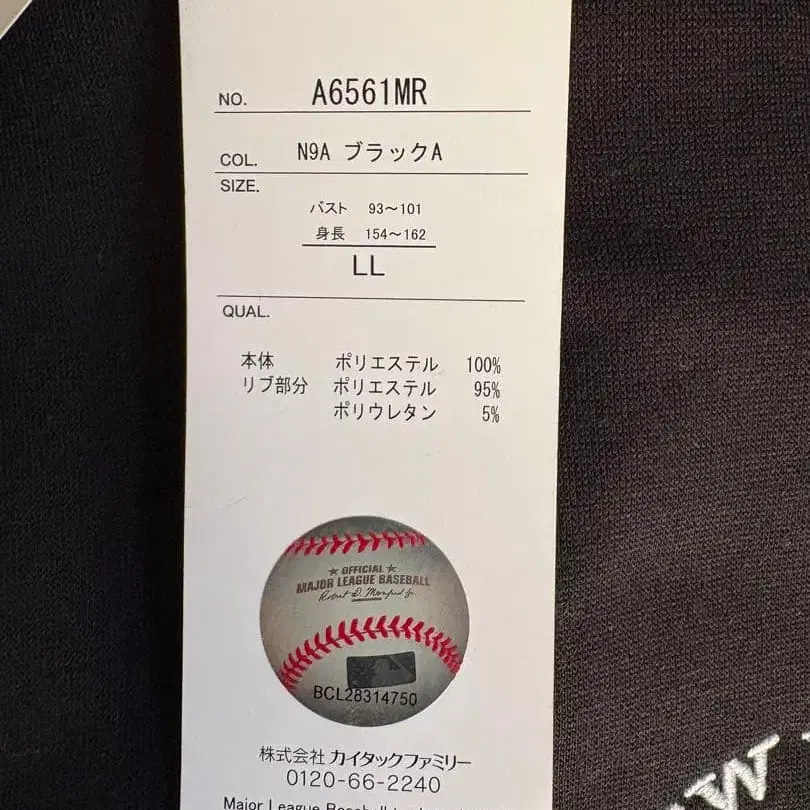 NO. A6561MR
COL. N9A ブラックA
SIZE.
バスト 93～101
身長 154～162
LL
QUAL.
本体 ポリエステル 100%
リブ部分 ポリエステル 95%
ポリウレタン 5%
★ OFFICIAL ★
MAJOR LEAGUE BASEBALL
BCL28314750
株式会社 カイタックファミリー
0120-66-2240
Major League Baseball
W